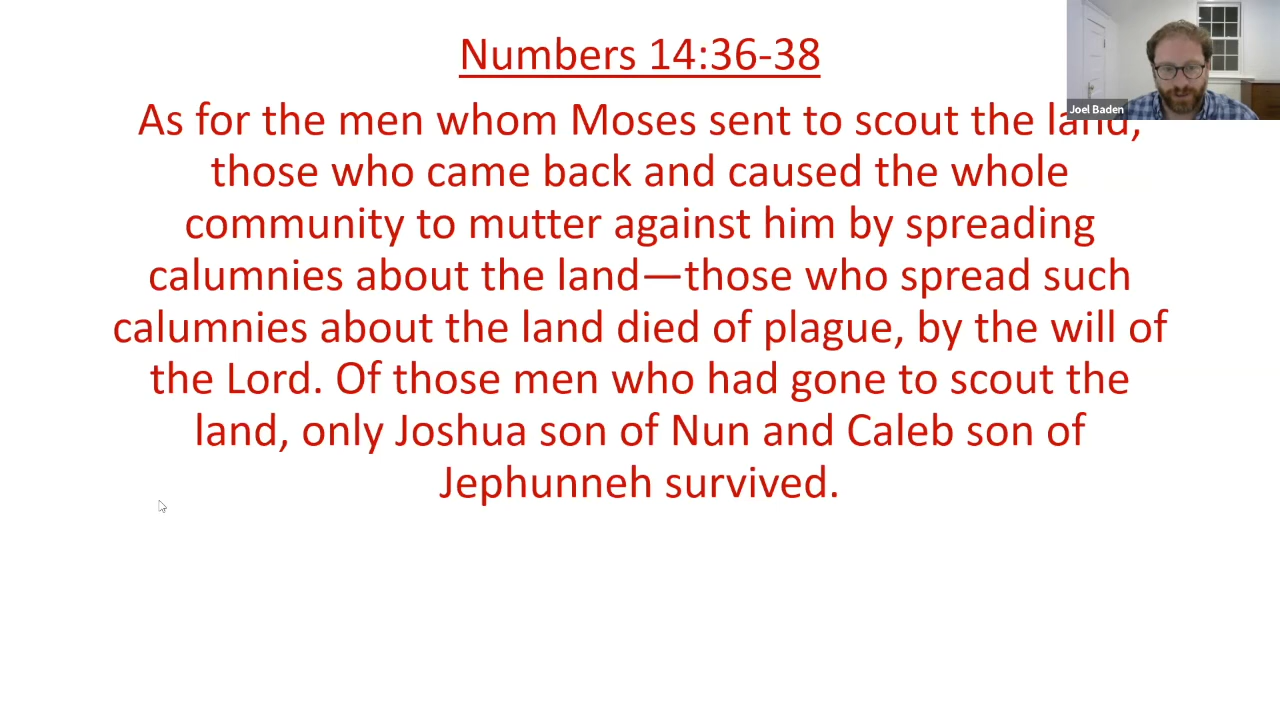 Numbers 14:36-38
As for the men whom Moses sent to scout the land,
those who came back and caused the whole
community to mutter against him by spreading
calumnies about the land—those who spread such
calumnies about the land died of plague, by the will of
the Lord. Of those men who had gone to scout the
land, only Joshua son of Nun and Caleb son of
Jephunneh survived.
Joel Baden